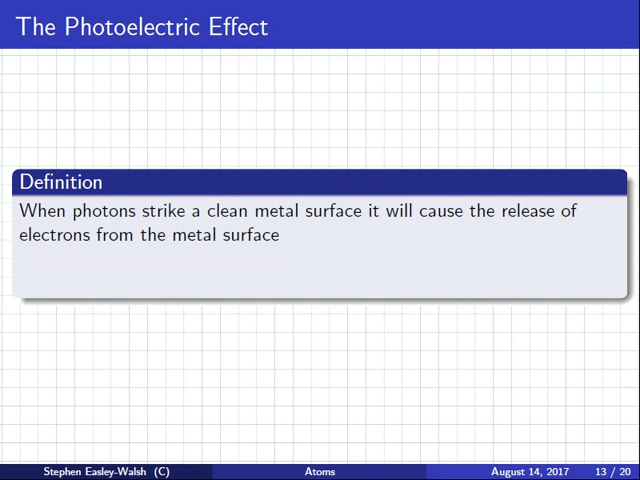 The Photoelectric Effect
Definition
When photons strike a clean metal surface it will cause the release of
electrons from the metal surface
Stephen Easley-Walsh (C) Atoms August 14, 2017 13 / 20